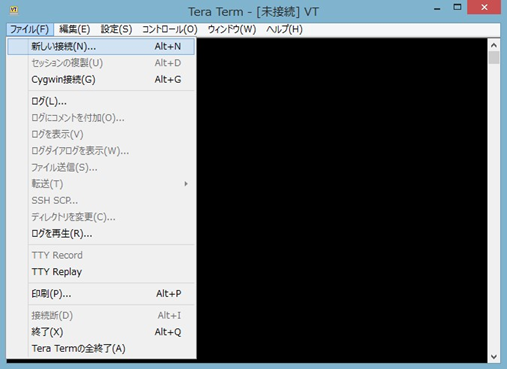 VT Tera Term - [未接続] VT
ファイル(F) 編集(E) 設定(S) コントロール(O) ウィンドウ(W) ヘルプ(H)
新しい接続(N)... Alt+N
セッションの複製(U) Alt+D
Cygwin接続(G) Alt+G
ログ(L)...
ログにコメントを付加(O)...
ログを表示(V)
ログダイアログを表示(W)...
ファイル送信(S)...
転送(T)
SSH SCP...
ディレクトリを変更(C)...
ログを再生(R)...
TTY Record
TTY Replay
印刷(P)... Alt+P
接続断(D) Alt+I
終了(X) Alt+Q
Tera Termの全終了(A)